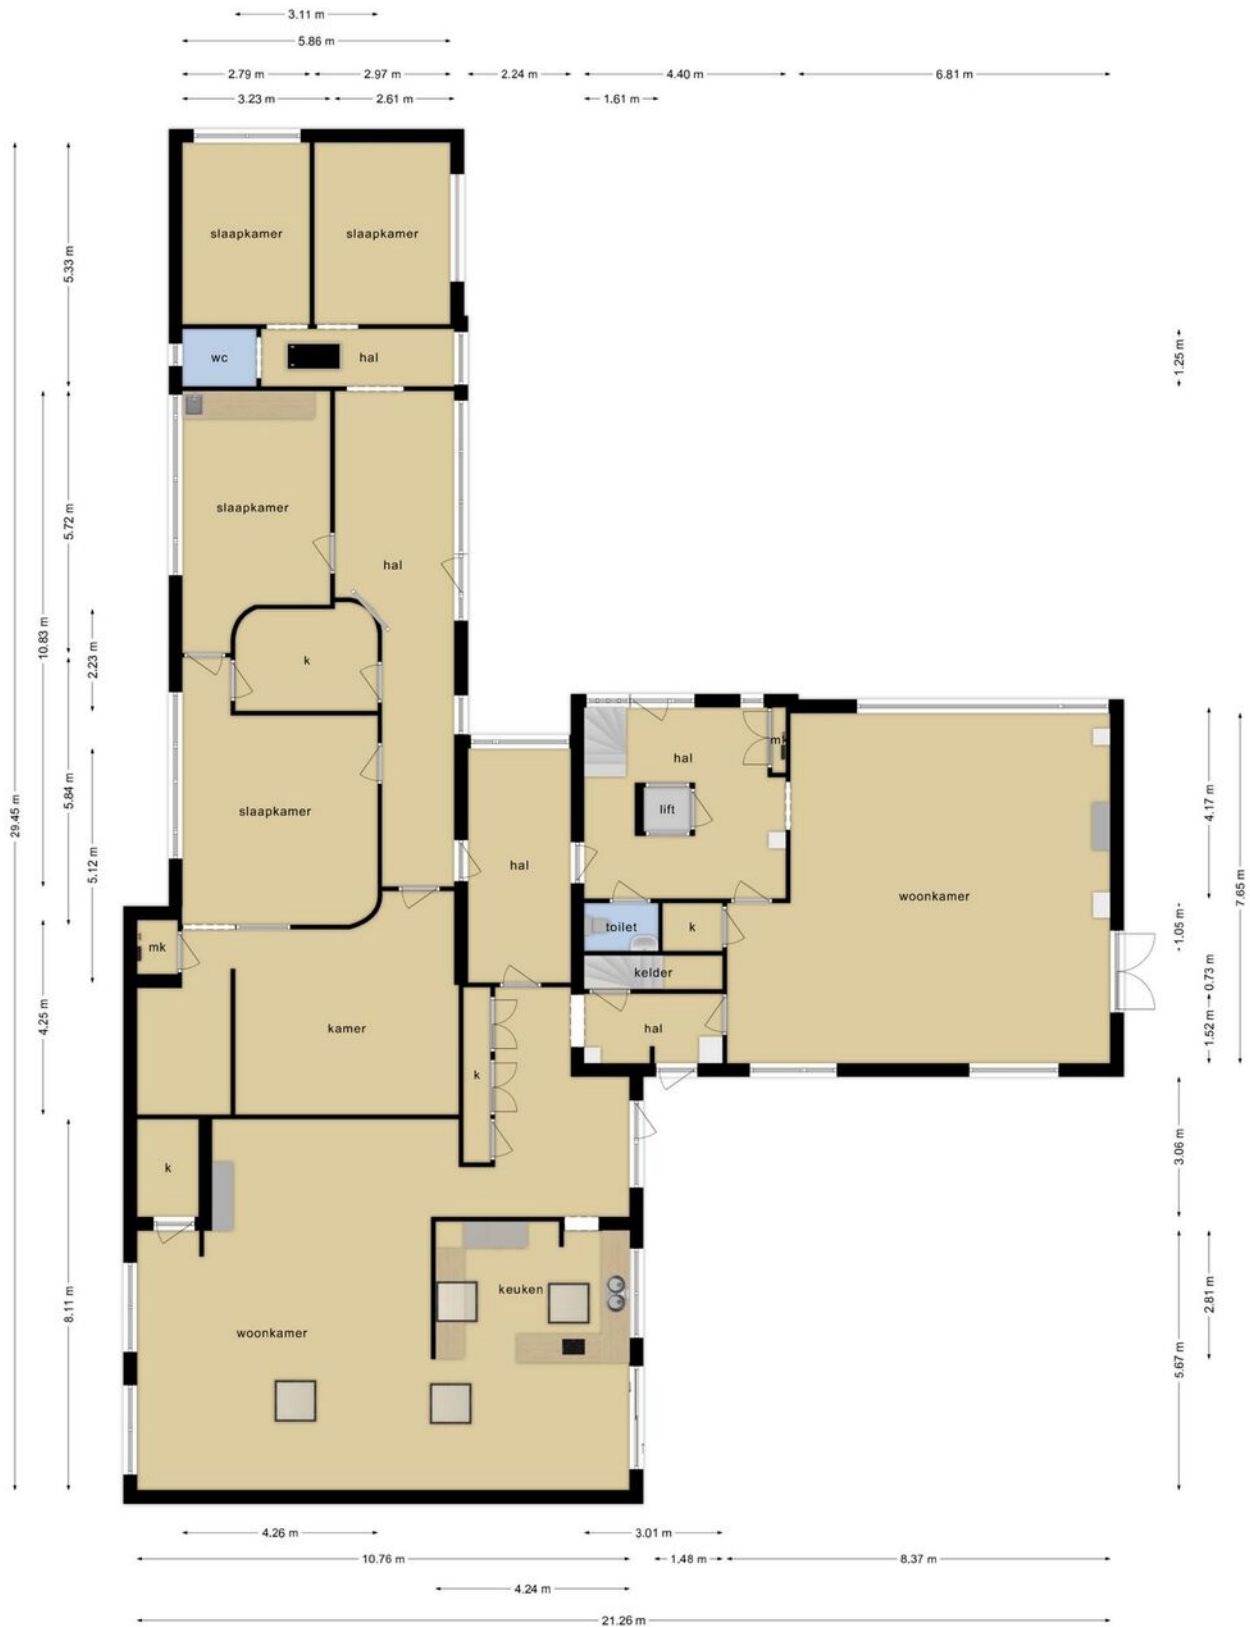 3.11 m
5.86 m
2.79 m
2.97 m
2.24 m
4.40 m
6.81 m
3.23 m
2.61 m
1.61 m
slaapkamer
slaapkamer
5.33 m
wc
hal
1.25 m
slaapkamer
5.72 m
hal
10.83 m
2.23 m
k
hal
mk
slaapkamer
lift
29.45 m
5.84 m
5.12 m
4.17 m
7.65 m
hal
woonkamer
toilet
k
1.05 m
mk
kelder
0.73 m
4.25 m
kamer
hal
1.52 m
k
k
3.06 m
keuken
2.81 m
8.11 m
woonkamer
5.67 m
4.26 m
3.01 m
10.76 m
1.48 m
8.37 m
4.24 m
21.26 m